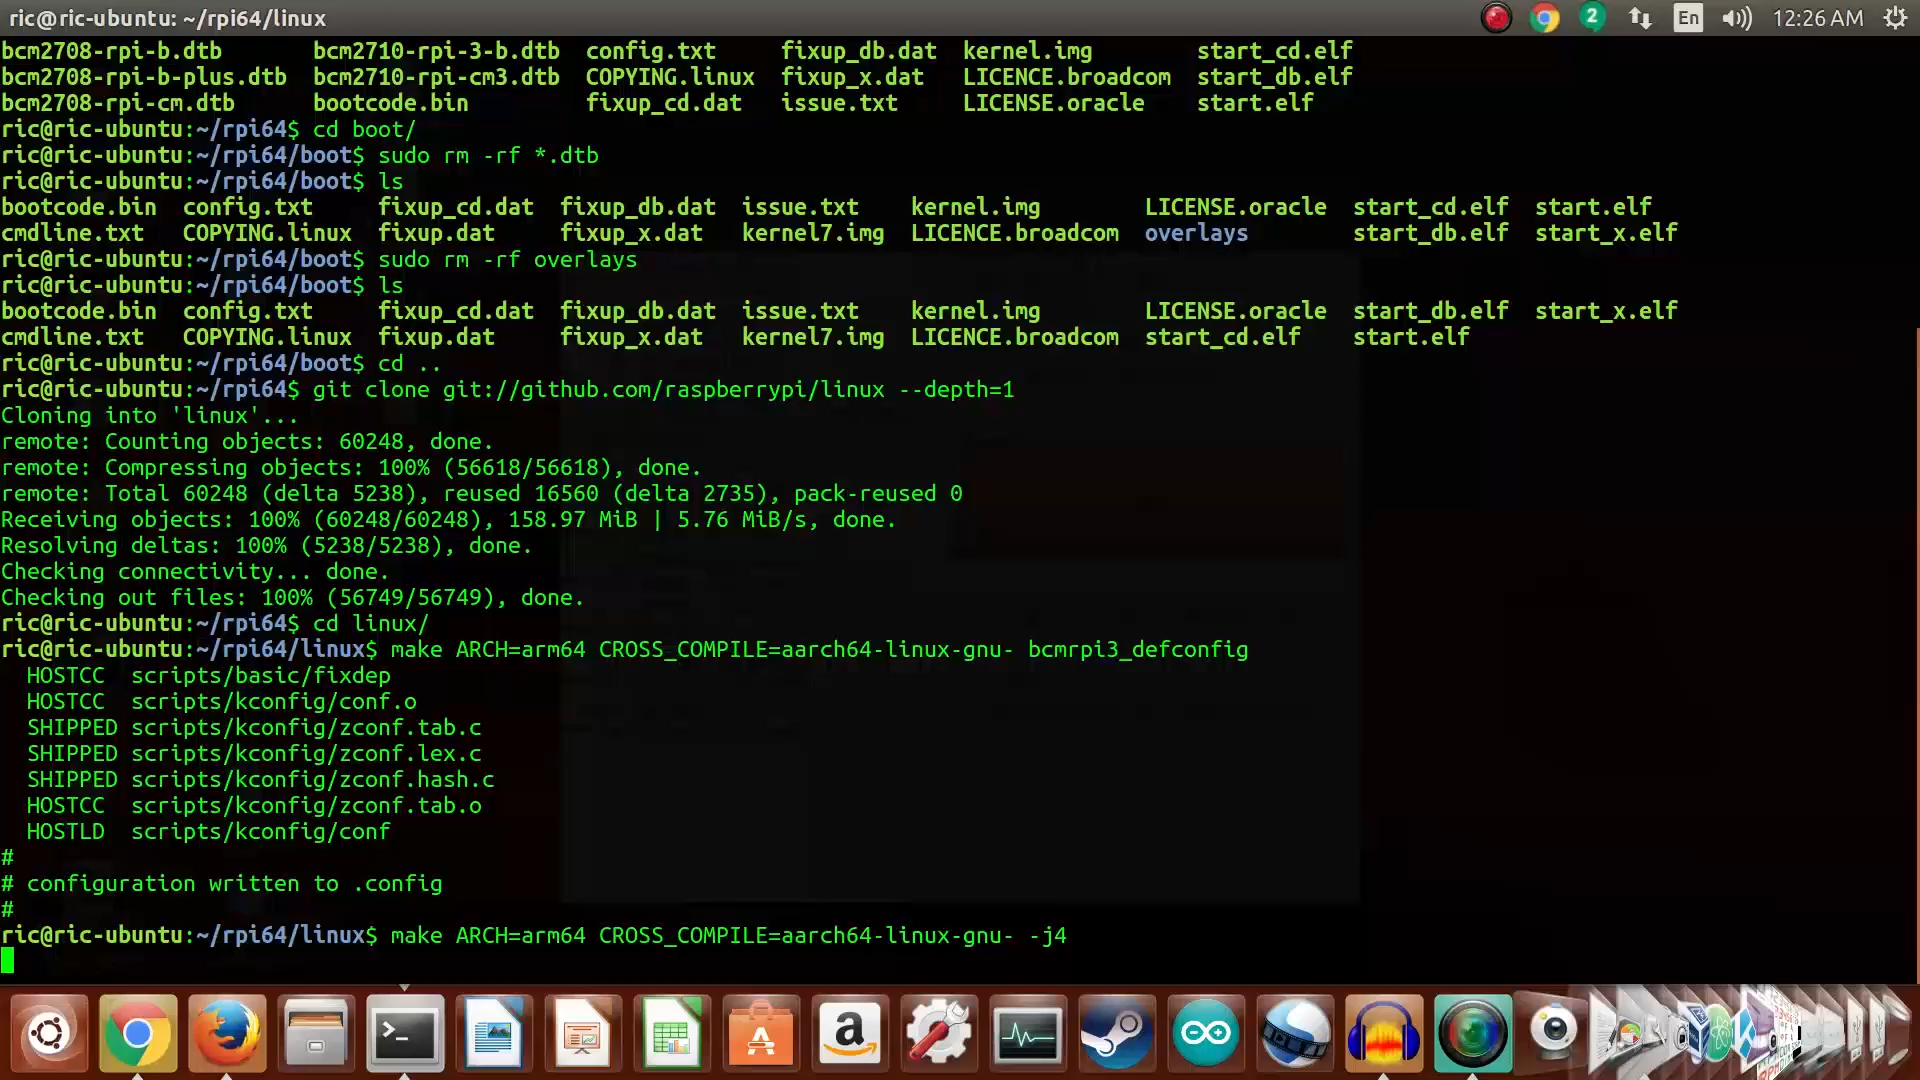 ric@ric-ubuntu: ~/rpi64/linux
En
12:26 AM
2
bcm2708-rpi-b.dtb bcm2710-rpi-3-b.dtb config.txt fixup_db.dat kernel.img start_cd.elf
bcm2708-rpi-b-plus.dtb bcm2710-rpi-cm3.dtb COPYING.linux fixup_x.dat LICENCE.broadcom start_db.elf
bcm2708-rpi-cm.dtb bootcode.bin fixup_cd.dat issue.txt LICENSE.oracle start.elf
ric@ric-ubuntu:~/rpi64$ cd boot/
ric@ric-ubuntu:~/rpi64/boot$ sudo rm -rf *.dtb
ric@ric-ubuntu:~/rpi64/boot$ ls
bootcode.bin config.txt fixup_cd.dat fixup_db.dat issue.txt kernel.img LICENSE.oracle start_cd.elf start.elf
cmdline.txt COPYING.linux fixup.dat fixup_x.dat kernel7.img LICENCE.broadcom overlays start_db.elf start_x.elf
ric@ric-ubuntu:~/rpi64/boot$ sudo rm -rf overlays
ric@ric-ubuntu:~/rpi64/boot$ ls
bootcode.bin config.txt fixup_cd.dat fixup_db.dat issue.txt kernel.img LICENSE.oracle start_db.elf start_x.elf
cmdline.txt COPYING.linux fixup.dat fixup_x.dat kernel7.img LICENCE.broadcom start_cd.elf start.elf
ric@ric-ubuntu:~/rpi64/boot$ cd ..
ric@ric-ubuntu:~/rpi64$ git clone git://github.com/raspberrypi/linux --depth=1
Cloning into 'linux'...
remote: Counting objects: 60248, done.
remote: Compressing objects: 100% (56618/56618), done.
remote: Total 60248 (delta 5238), reused 16560 (delta 2735), pack-reused 0
Receiving objects: 100% (60248/60248), 158.97 MiB | 5.76 MiB/s, done.
Resolving deltas: 100% (5238/5238), done.
Checking connectivity... done.
Checking out files: 100% (56749/56749), done.
ric@ric-ubuntu:~/rpi64$ cd linux/
ric@ric-ubuntu:~/rpi64/linux$ make ARCH=arm64 CROSS_COMPILE=aarch64-linux-gnu- bcmrpi3_defconfig
HOSTCC scripts/basic/fixdep
HOSTCC scripts/kconfig/conf.o
SHIPPED scripts/kconfig/zconf.tab.c
SHIPPED scripts/kconfig/zconf.lex.c
SHIPPED scripts/kconfig/zconf.hash.c
HOSTCC scripts/kconfig/zconf.tab.o
HOSTLD scripts/kconfig/conf
#
# configuration written to .config
#
ric@ric-ubuntu:~/rpi64/linux$ make ARCH=arm64 CROSS_COMPILE=aarch64-linux-gnu- -j4